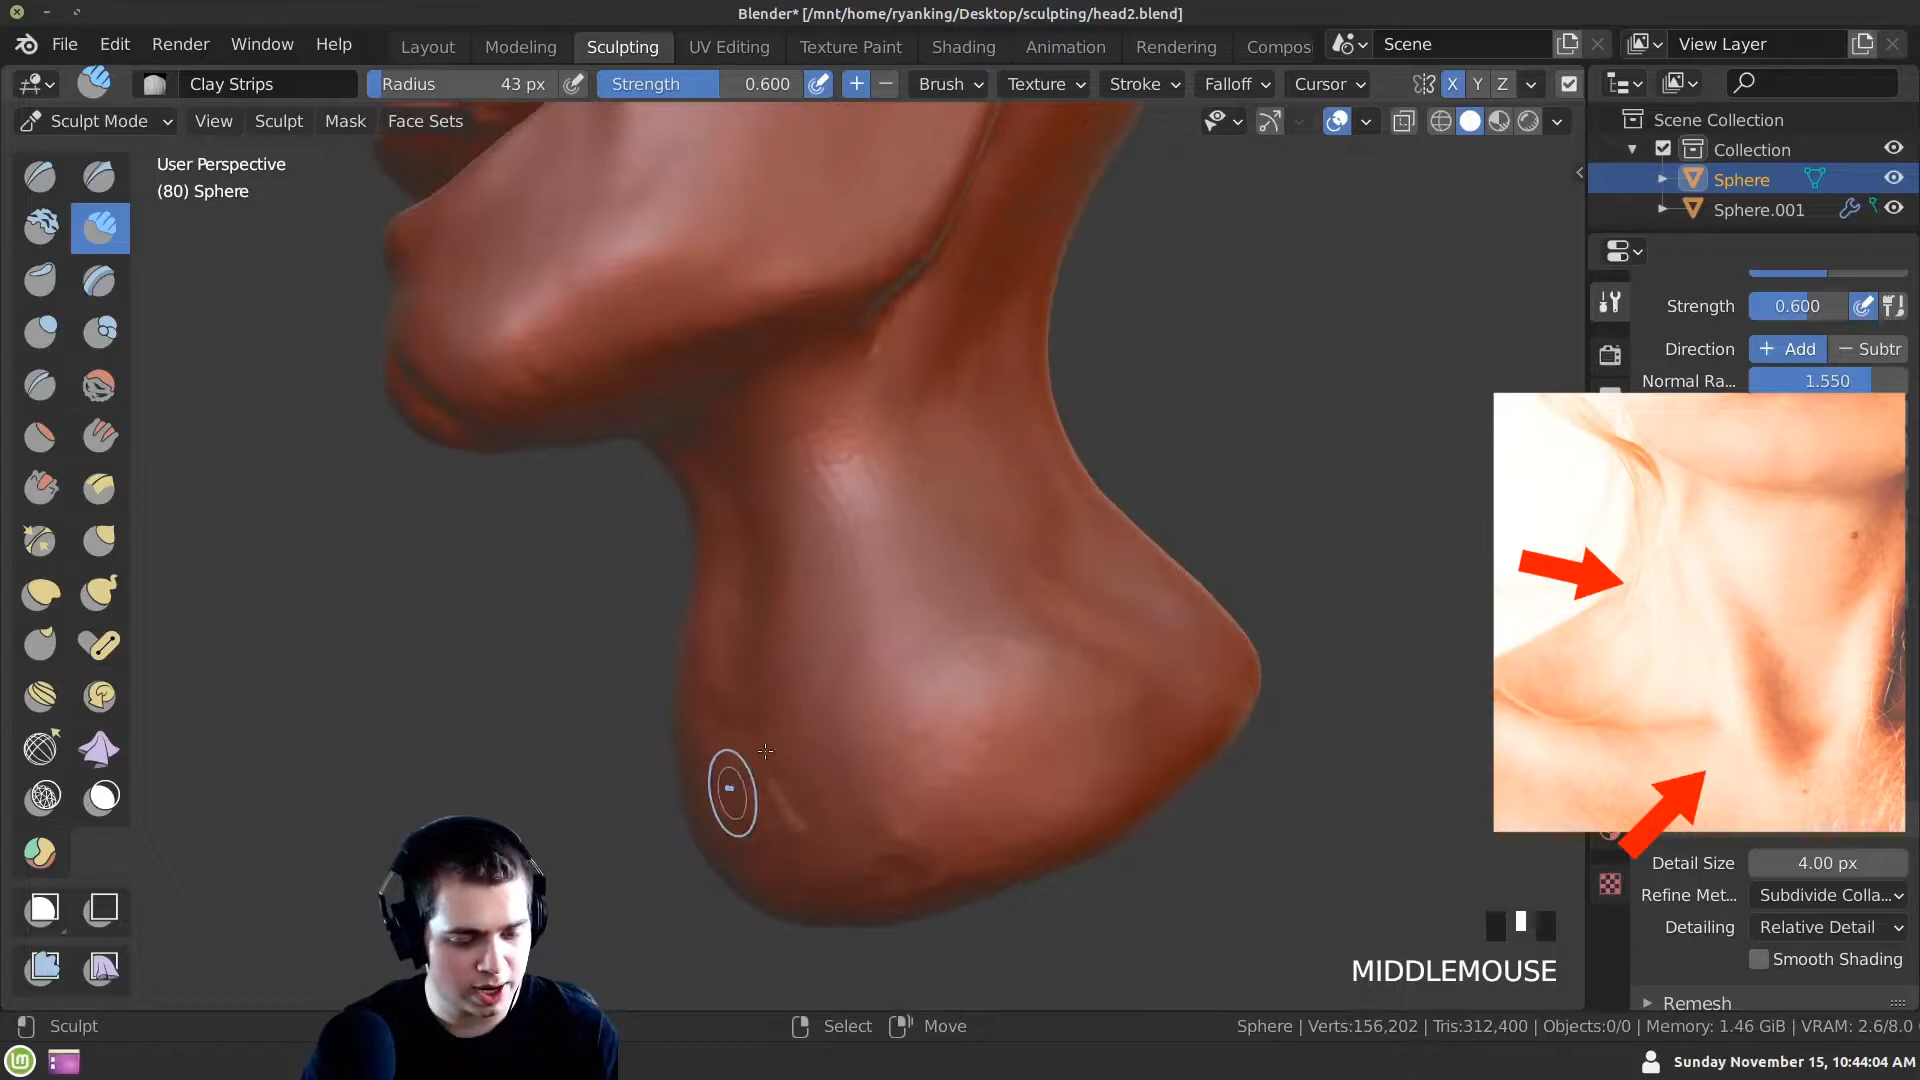 Blender* [/mnt/home/ryanking/Desktop/sculpting/head2.blend]
File Edit Render Window Help Layout Modeling Sculpting UV Editing Texture Paint Shading Animation Rendering Compos Scene View Layer
Clay Strips Radius 43 px Strength 0.600 Brush Texture Stroke Falloff Cursor X Y Z
Sculpt Mode View Sculpt Mask Face Sets Scene Collection
Collection
User Perspective
(80) Sphere
Sphere
Sphere.001
Strength 0.600
Direction + Add − Subtr
Normal Ra... 1.550
Detail Size 4.00 px
Refine Met... Subdivide Colla...
Detailing Relative Detail
Smooth Shading
MIDDLEMOUSE
Remesh
Sculpt Select Move Sphere | Verts:156,202 | Tris:312,400 | Objects:0/0 | Memory: 1.46 GiB | VRAM: 2.6/8.0
Sunday November 15, 10:44:04 AM